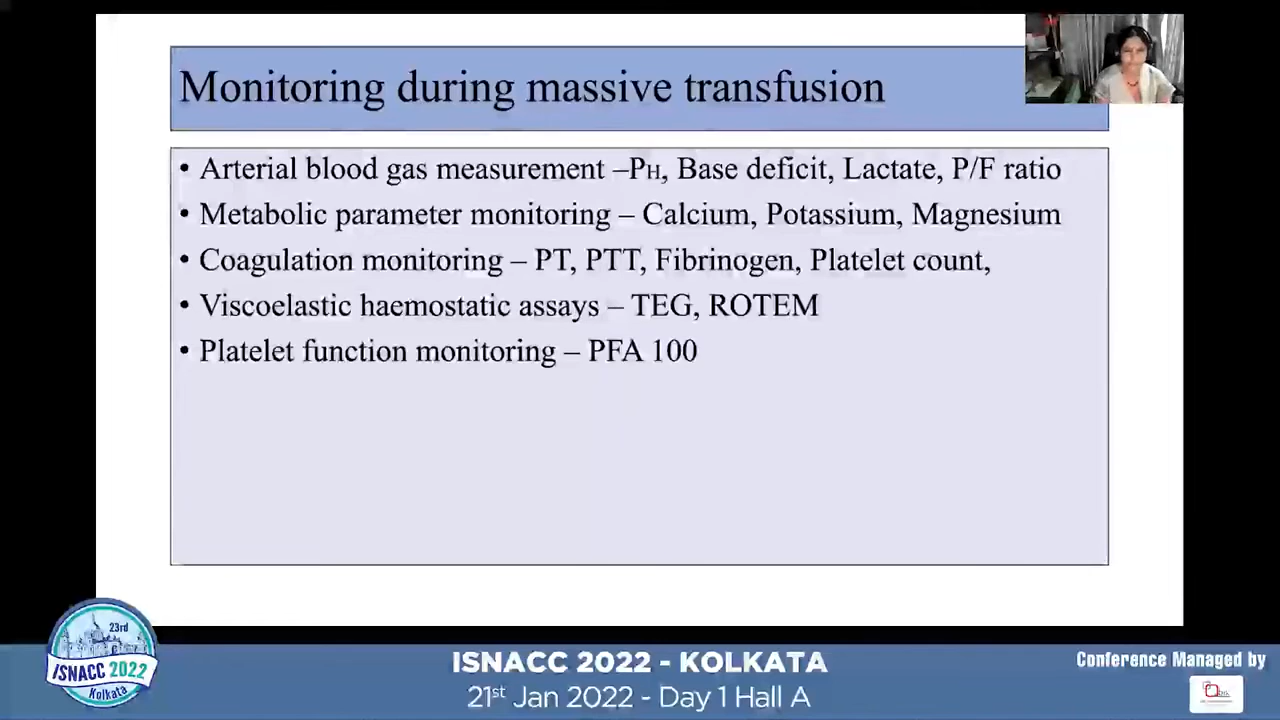 Monitoring during massive transfusion
• Arterial blood gas measurement –PH, Base deficit, Lactate, P/F ratio
• Metabolic parameter monitoring – Calcium, Potassium, Magnesium
• Coagulation monitoring – PT, PTT, Fibrinogen, Platelet count,
• Viscoelastic haemostatic assays – TEG, ROTEM
• Platelet function monitoring – PFA 100
23rd
ISNACC 2022
Kolkata
ISNACC 2022 - KOLKATA
21st Jan 2022 - Day 1 Hall A
Conference Managed by